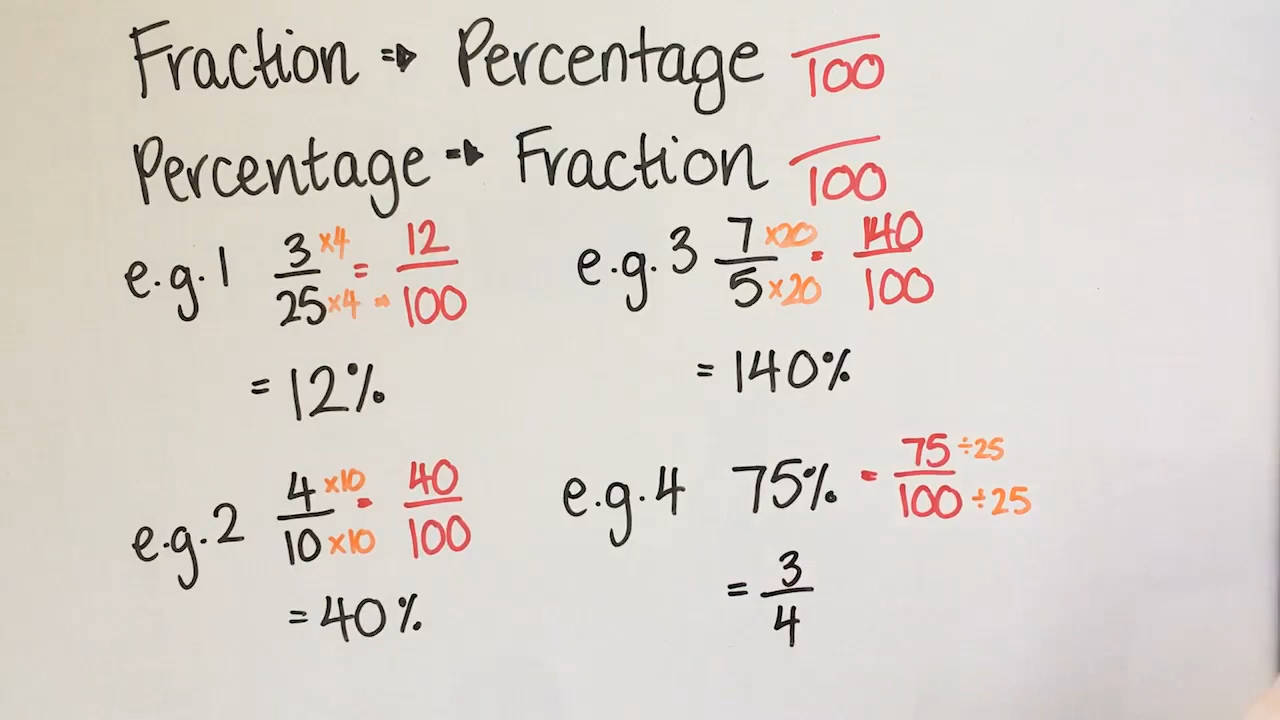 Fraction ⇒ Percentage /100
Percentage ⇒ Fraction /100
e.g.1 3/25 ×4/×4 ⇒ = 12/100
= 12%
e.g.2 4/10 ×10/×10 = 40/100
= 40%
e.g.3 7/5 ×20/×20 = 140/100
= 140%
e.g.4 75% = 75/100 ÷25/÷25
= 3/4